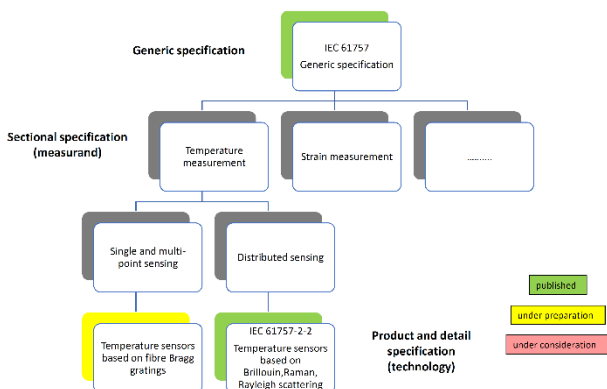 Generic specification
IEC 61757
Generic specification
Sectional specification
(measurand)
Temperature
measurement
Strain measurement
..........
Single and multi-
point sensing
Distributed sensing
published
under preparation
under consideration
Temperature sensors
based on fibre Bragg
gratings
IEC 61757-2-2
Temperature sensors
based on
Brillouin,Raman,
Rayleigh scattering
Product and detail
specification
(technology)